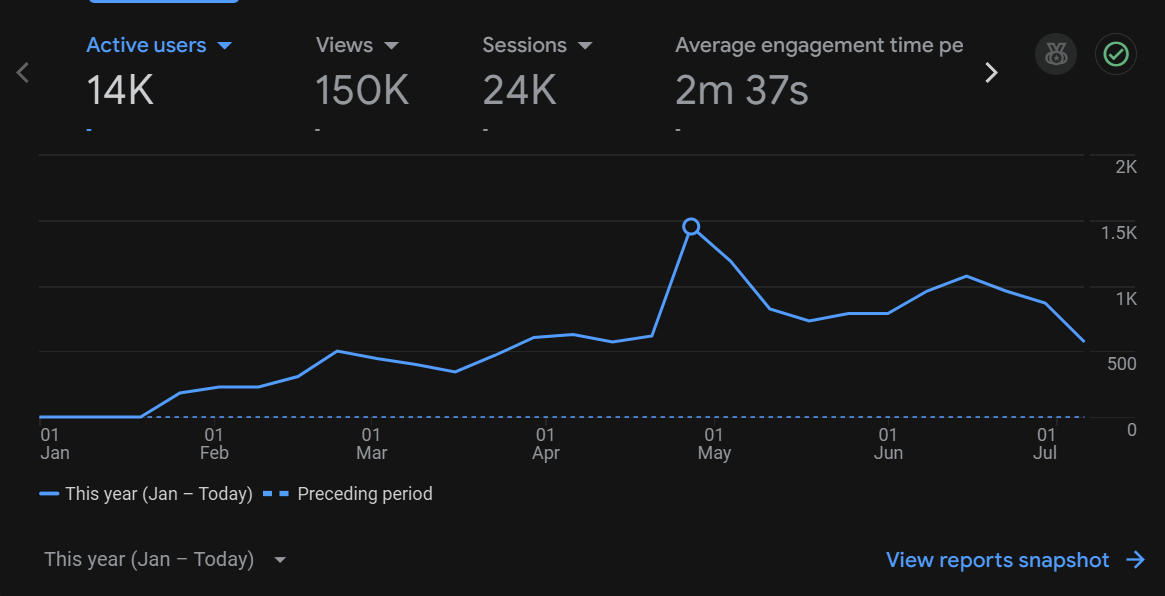 Active users Views Sessions Average engagement time pe
14K 150K 24K 2m 37s
- - - -
2K
1.5K
1K
500
0
01 01 01 01 01 01 01
Jan Feb Mar Apr May Jun Jul
This year (Jan – Today) Preceding period
This year (Jan – Today) View reports snapshot